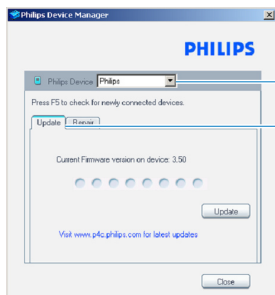 Philips Device Manager
PHILIPS
Philips Device Philips
Press F5 to check for newly connected devices.
Update Repair
Current Firmware version on device: 3.50
Update
Visit www.p4c.philips.com for latest updates
Close